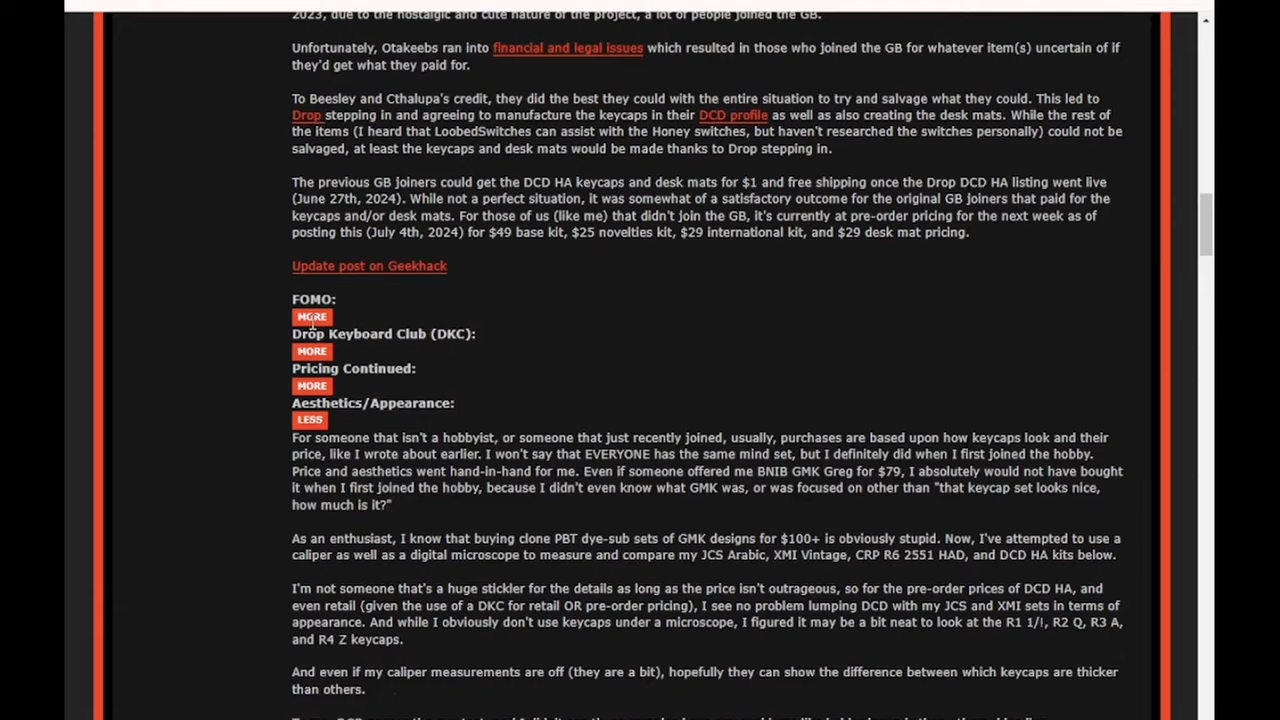 2023, due to the nostalgic and cute nature of the project, a lot of people joined the GB.
Unfortunately, Otakeebs ran into financial and legal issues which resulted in those who joined the GB for whatever item(s) uncertain of if
they'd get what they paid for.
To Beesley and Cthalupa's credit, they did the best they could with the entire situation to try and salvage what they could. This led to
Drop stepping in and agreeing to manufacture the keycaps in their DCD profile as well as also creating the desk mats. While the rest of
the items (I heard that LoobedSwitches can assist with the Honey switches, but haven't researched the switches personally) could not be
salvaged, at least the keycaps and desk mats would be made thanks to Drop stepping in.
The previous GB joiners could get the DCD HA keycaps and desk mats for $1 and free shipping once the Drop DCD HA listing went live
(June 27th, 2024). While not a perfect situation, it was somewhat of a satisfactory outcome for the original GB joiners that paid for the
keycaps and/or desk mats. For those of us (like me) that didn't join the GB, it's currently at pre-order pricing for the next week as of
posting this (July 4th, 2024) for $49 base kit, $25 novelties kit, $29 international kit, and $29 desk mat pricing.
Update post on Geekhack
FOMO:
MORE
Drop Keyboard Club (DKC):
MORE
Pricing Continued:
MORE
Aesthetics/Appearance:
LESS
For someone that isn't a hobbyist, or someone that just recently joined, usually, purchases are based upon how keycaps look and their
price, like I wrote about earlier. I won't say that EVERYONE has the same mind set, but I definitely did when I first joined the hobby.
Price and aesthetics went hand-in-hand for me. Even if someone offered me BNIB GMK Greg for $79, I absolutely would not have bought
it when I first joined the hobby, because I didn't even know what GMK was, or was focused on other than "that keycap set looks nice,
how much is it?"
As an enthusiast, I know that buying clone PBT dye-sub sets of GMK designs for $100+ is obviously stupid. Now, I've attempted to use a
caliper as well as a digital microscope to measure and compare my JCS Arabic, XMI Vintage, CRP R6 2551 HAD, and DCD HA kits below.
I'm not someone that's a huge stickler for the details as long as the price isn't outrageous, so for the pre-order prices of DCD HA, and
even retail (given the use of a DKC for retail OR pre-order pricing), I see no problem lumping DCD with my JCS and XMI sets in terms of
appearance. And while I obviously don't use keycaps under a microscope, I figured it may be a bit neat to look at the R1 1/!, R2 Q, R3 A,
and R4 Z keycaps.
And even if my caliper measurements are off (they are a bit), hopefully they can show the difference between which keycaps are thicker
than others.